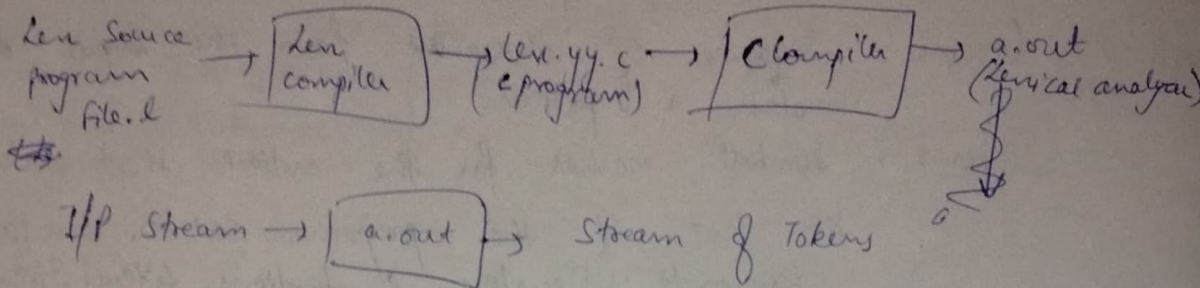 Lex Source
program
file.l
Lex
compiler
lex.yy.c
(c program)
C Compiler
a.out
(Lexical analyzer)
I/P Stream
a.out
Stream of Tokens